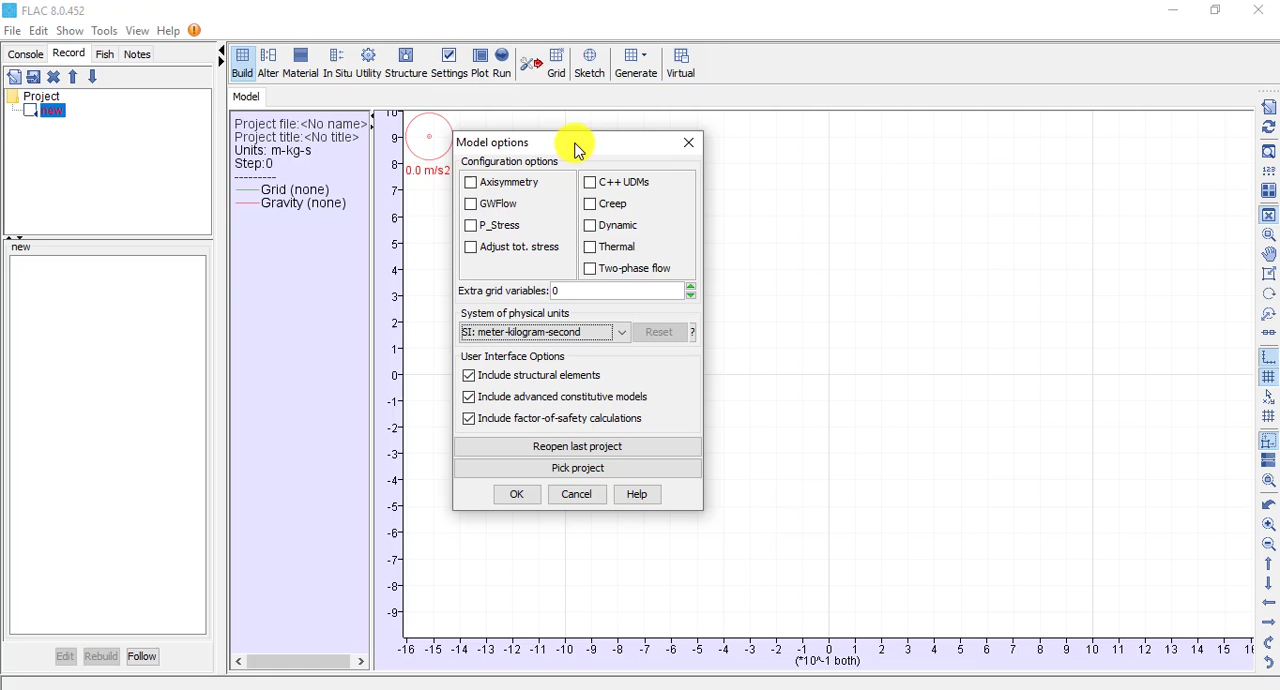 FLAC 8.0.452
File Edit Show Tools View Help
Console Record Fish Notes
Build Alter Material In Situ Utility Structure Settings Plot Run Grid Sketch Generate Virtual
Project
new
Model
Project file:<No name>
Project title:<No title>
Units: m-kg-s
Step:0
----------
Grid (none)
Gravity (none)
new
Edit Rebuild Follow
0.0 m/s2
Model options
Configuration options
Axisymmetry
GWFlow
P_Stress
Adjust tot. stress
C++ UDMs
Creep
Dynamic
Thermal
Two-phase flow
Extra grid variables: 0
System of physical units
SI: meter-kilogram-second Reset ?
User Interface Options
Include structural elements
Include advanced constitutive models
Include factor-of-safety calculations
Reopen last project
Pick project
OK Cancel Help
10
9
8
7
6
5
4
3
2
1
0
-1
-2
-3
-4
-5
-6
-7
-8
-9
-16 -15 -14 -13 -12 -11 -10 -9 -8 -7 -6 -5 -4 -3 -2 -1 0 1 2 3 4 5 6 7 8 9 10 11 12 13 14 15
(*10^-1 both)